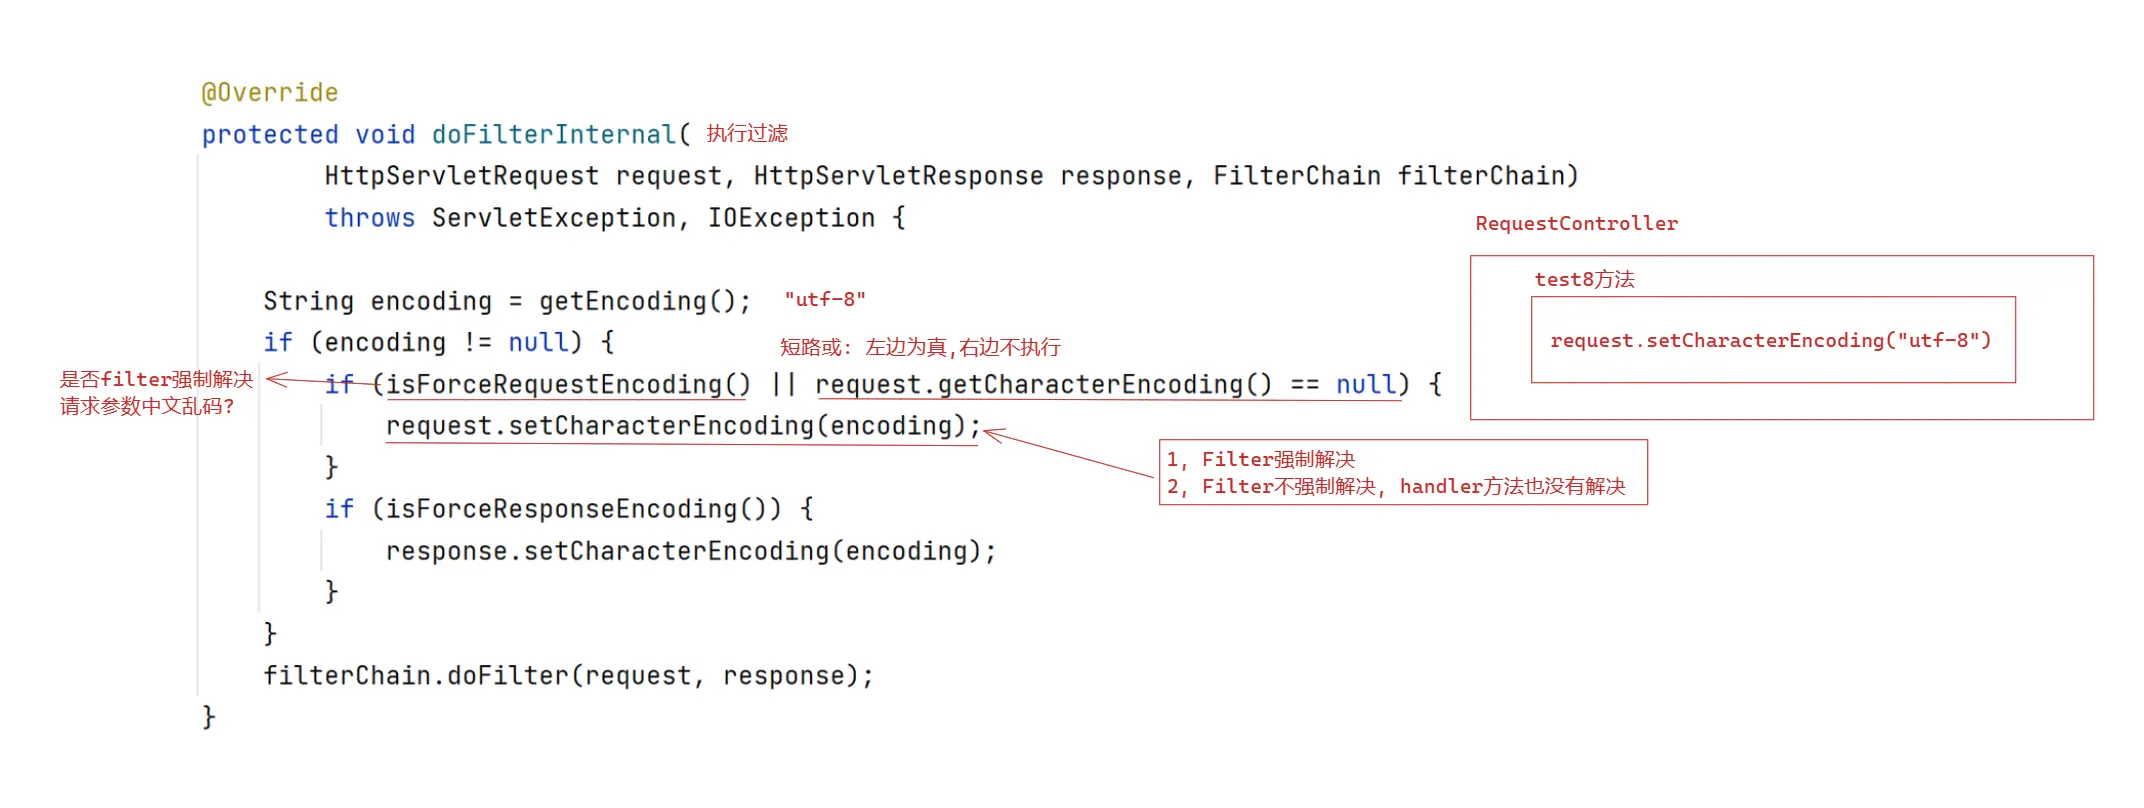 @Override
protected void doFilterInternal( 执行过滤
HttpServletRequest request, HttpServletResponse response, FilterChain filterChain)
throws ServletException, IOException {
RequestController
test8方法
request.setCharacterEncoding("utf-8")
String encoding = getEncoding(); "utf-8"
if (encoding != null) {
短路或: 左边为真,右边不执行
是否filter强制解决
请求参数中文乱码?
if (isForceRequestEncoding() || request.getCharacterEncoding() == null) {
request.setCharacterEncoding(encoding);
1, Filter强制解决
2, Filter不强制解决, handler方法也没有解决
}
if (isForceResponseEncoding()) {
response.setCharacterEncoding(encoding);
}
}
filterChain.doFilter(request, response);
}